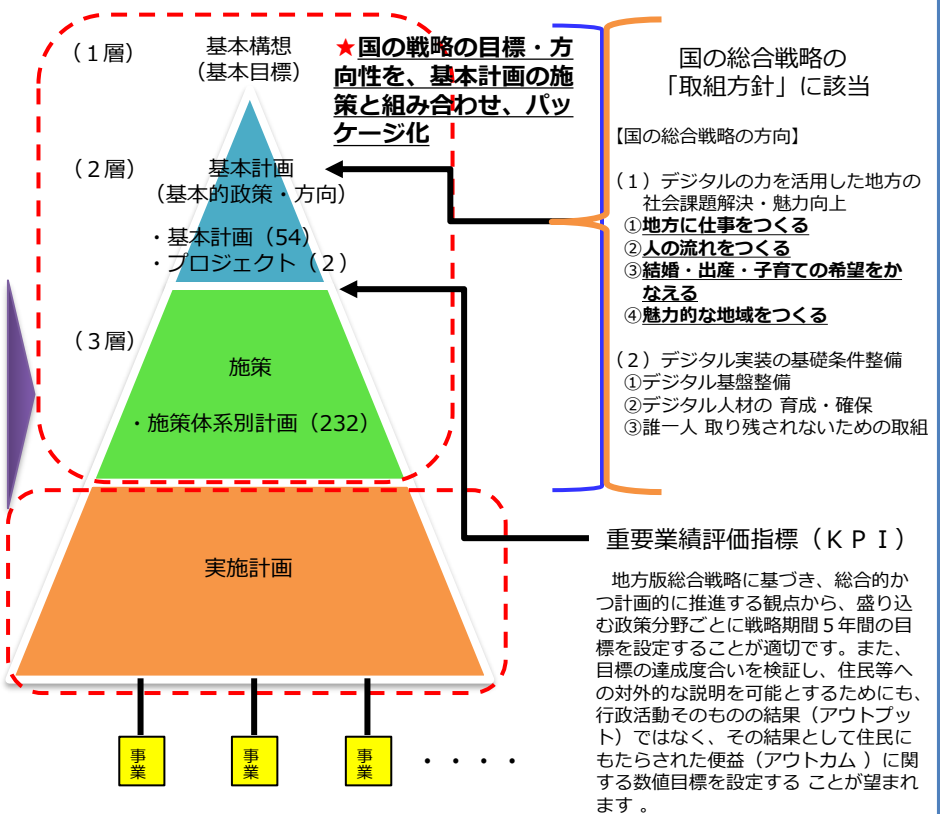 （１層）
基本構想
（基本目標）
★国の戦略の目標・方
向性を、基本計画の施
策と組み合わせ、パッ
ケージ化
（２層）
基本計画
（基本的政策・方向）
・基本計画（54）
・プロジェクト（２）
（３層）
施策
・施策体系別計画（232）
実施計画
事業
事業
事業
・・・・
国の総合戦略の
「取組方針」に該当
【国の総合戦略の方向】
（１）デジタルの力を活用した地方の
社会課題解決・魅力向上
①地方に仕事をつくる
②人の流れをつくる
③結婚・出産・子育ての希望をか
なえる
④魅力的な地域をつくる
（２）デジタル実装の基礎条件整備
①デジタル基盤整備
②デジタル人材の 育成・確保
③誰一人 取り残されないための取組
重要業績評価指標（ＫＰＩ）
地方版総合戦略に基づき、総合的か
つ計画的に推進する観点から、盛り込
む政策分野ごとに戦略期間５年間の目
標を設定することが適切です。また、
目標の達成度合いを検証し、住民等へ
の対外的な説明を可能とするためにも、
行政活動そのものの結果（アウトプッ
ト）ではなく、その結果として住民に
もたらされた便益（アウトカム ）に関
する数値目標を設定する ことが望まれ
ます 。